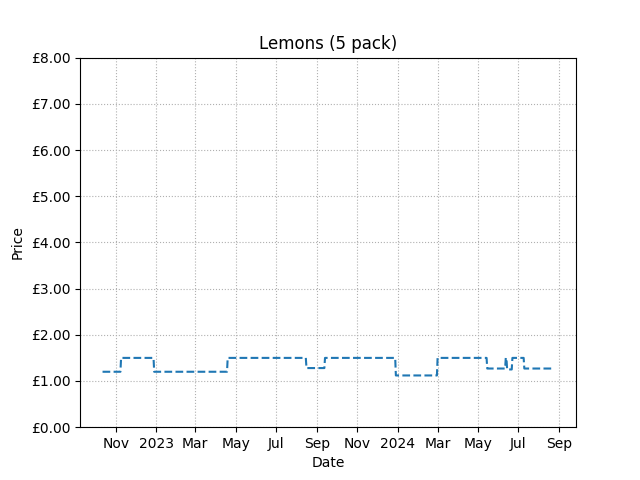 Lemons (5 pack)
£8.00
£7.00
£6.00
£5.00
£4.00
£3.00
£2.00
£1.00
£0.00
Price
Nov 2023 Mar May Jul Sep Nov 2024 Mar May Jul Sep
Date